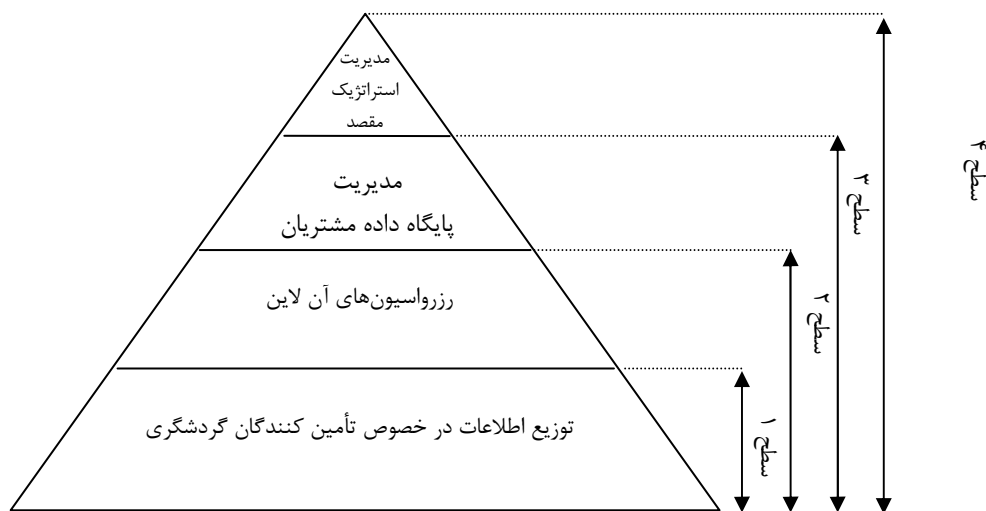 مدیریت
استراتژیک
مقصد
مدیریت
پایگاه داده مشتریان
رزرواسیون‌های آن لاین
توزیع اطلاعات در خصوص تأمین کنندگان گردشگری
سطح ۱
سطح ۲
سطح ۳
سطح ۴